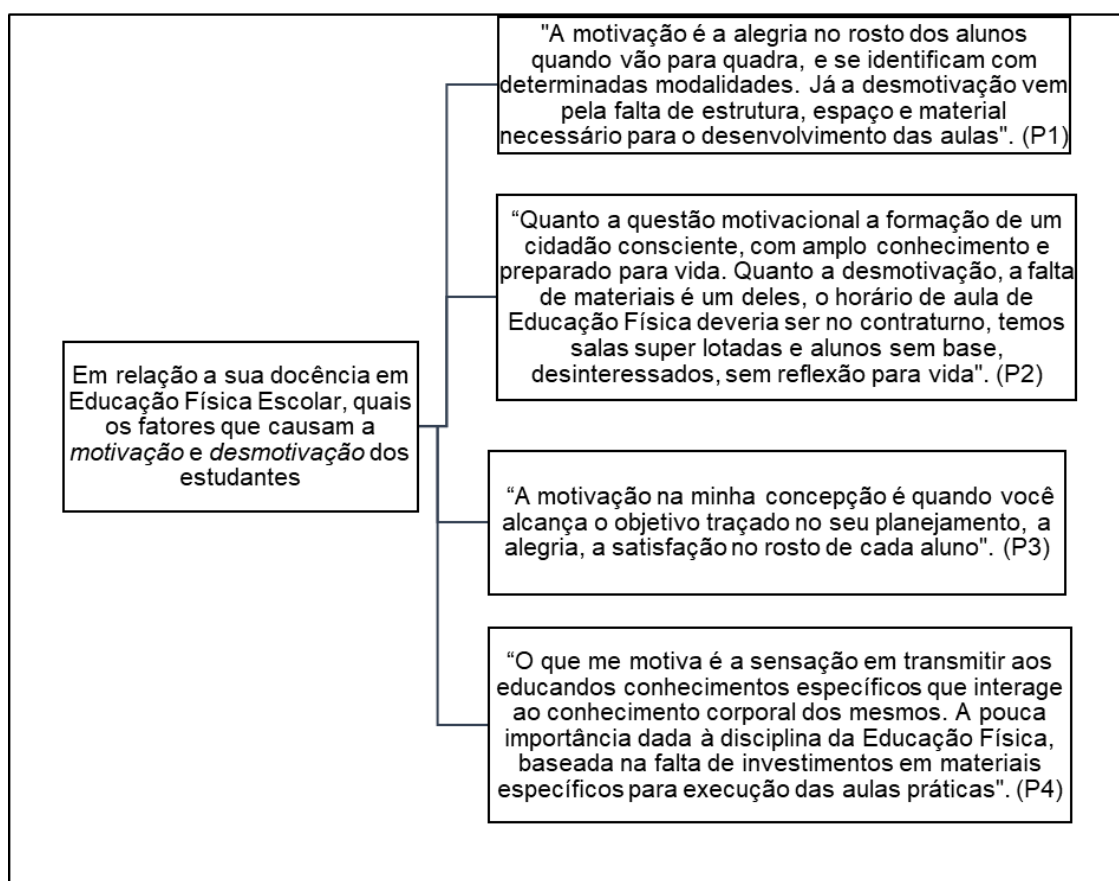 Em relação a sua docência em
Educação Física Escolar, quais
os fatores que causam a
motivação e desmotivação dos
estudantes
"A motivação é a alegria no rosto dos alunos
quando vão para quadra, e se identificam com
determinadas modalidades. Já a desmotivação vem
pela falta de estrutura, espaço e material
necessário para o desenvolvimento das aulas". (P1)
“Quanto a questão motivacional a formação de um
cidadão consciente, com amplo conhecimento e
preparado para vida. Quanto a desmotivação, a falta
de materiais é um deles, o horário de aula de
Educação Física deveria ser no contraturno, temos
salas super lotadas e alunos sem base,
desinteressados, sem reflexão para vida". (P2)
“A motivação na minha concepção é quando você
alcança o objetivo traçado no seu planejamento, a
alegria, a satisfação no rosto de cada aluno". (P3)
“O que me motiva é a sensação em transmitir aos
educandos conhecimentos específicos que interage
ao conhecimento corporal dos mesmos. A pouca
importância dada à disciplina da Educação Física,
baseada na falta de investimentos em materiais
específicos para execução das aulas práticas". (P4)